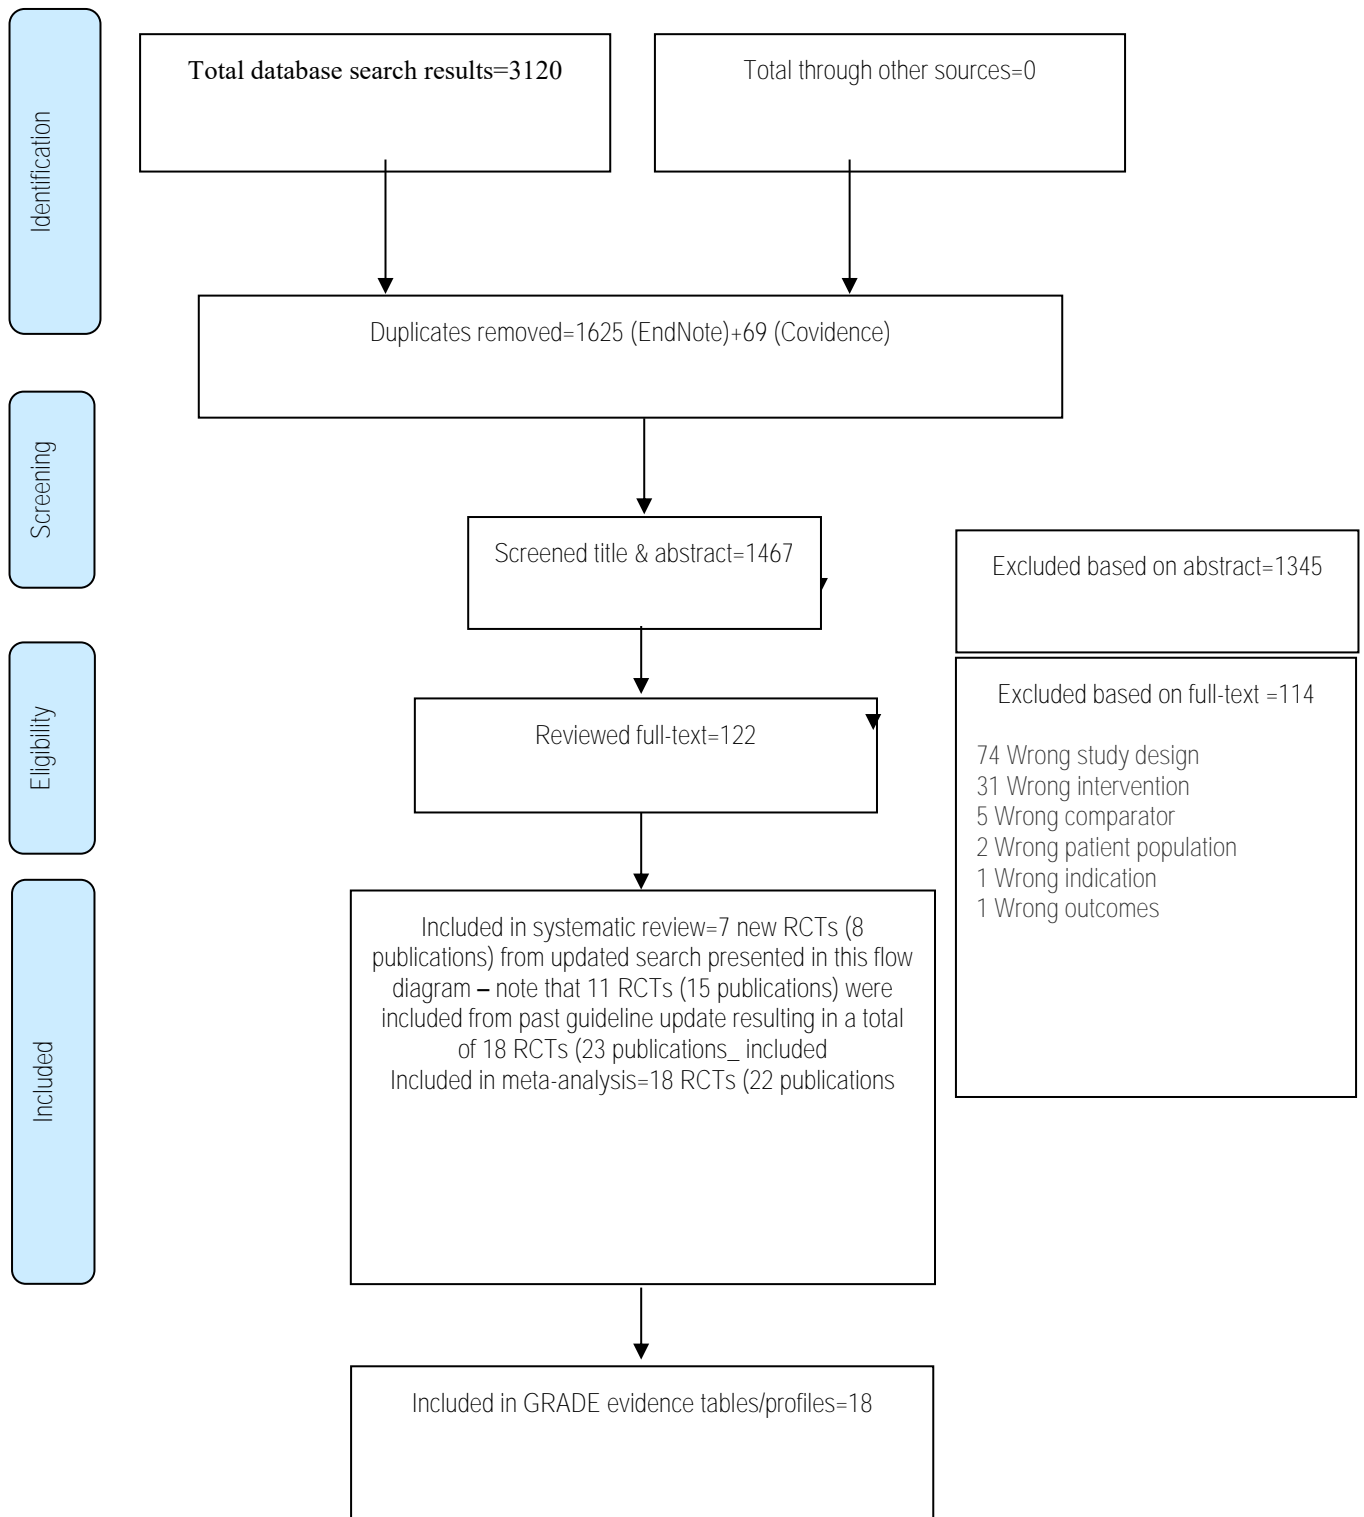 Identification
Total database search results=3120
Total through other sources=0
Duplicates removed=1625 (EndNote)+69 (Covidence)
Screening
Screened title & abstract=1467
Excluded based on abstract=1345
Eligibility
Reviewed full-text=122
Excluded based on full-text =114
74 Wrong study design
31 Wrong intervention
5 Wrong comparator
2 Wrong patient population
1 Wrong indication
1 Wrong outcomes
Included
Included in systematic review=7 new RCTs (8
publications) from updated search presented in this flow
diagram – note that 11 RCTs (15 publications) were
included from past guideline update resulting in a total
of 18 RCTs (23 publications_ included
Included in meta-analysis=18 RCTs (22 publications
Included in GRADE evidence tables/profiles=18